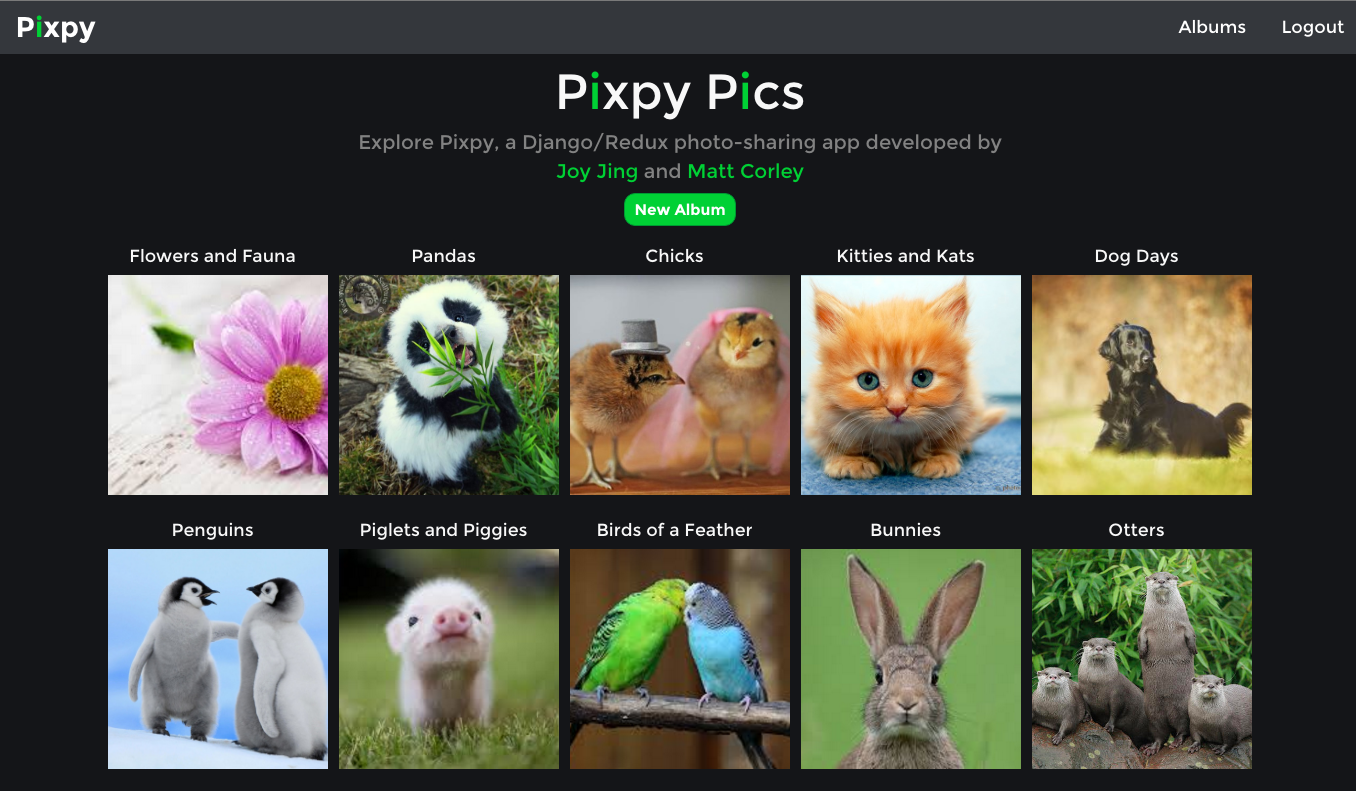 Pixpy
Albums
Logout
Pixpy Pics
Explore Pixpy, a Django/Redux photo-sharing app developed by
Joy Jing and Matt Corley
New Album
Flowers and Fauna
Pandas
Chicks
Kitties and Kats
Dog Days
Penguins
Piglets and Piggies
Birds of a Feather
Bunnies
Otters